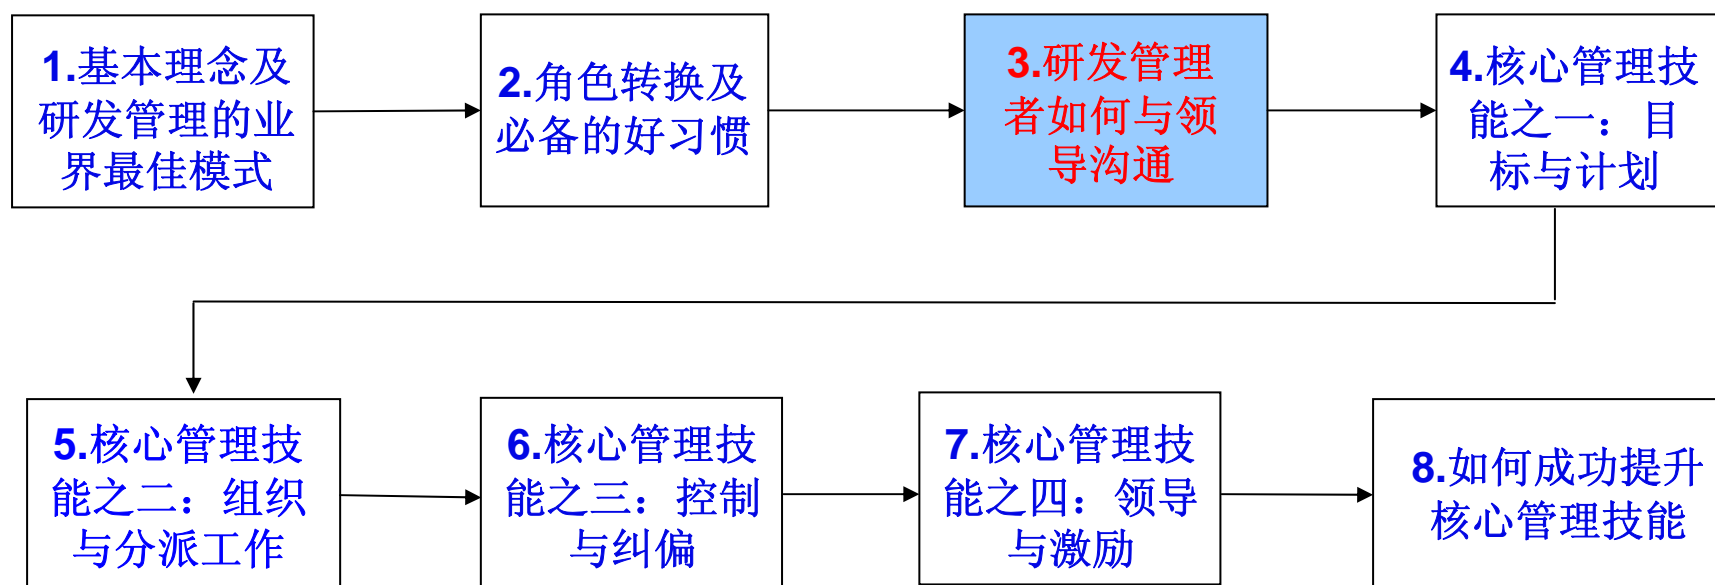 1.基本理念及
研发管理的业
界最佳模式
2.角色转换及
必备的好习惯
3.研发管理
者如何与领
导沟通
4.核心管理技
能之一：目
标与计划
5.核心管理技
能之二：组织
与分派工作
6.核心管理技
能之三：控制
与纠偏
7.核心管理技
能之四：领导
与激励
8.如何成功提升
核心管理技能